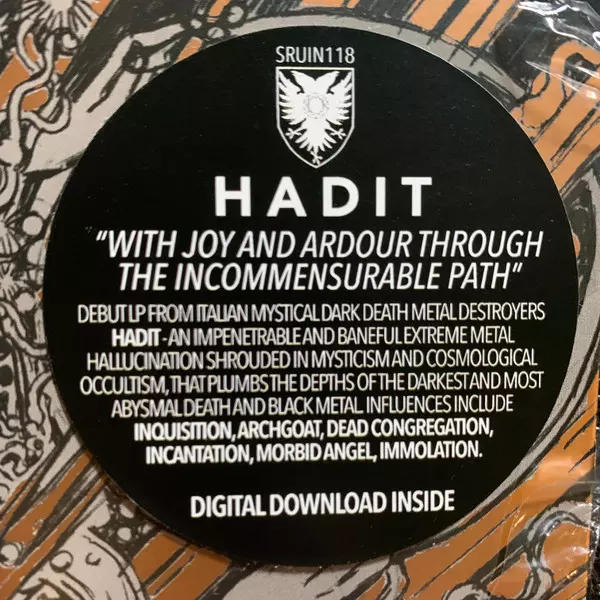 SRUIN118
HADIT
"WITH JOY AND ARDOUR THROUGH
THE INCOMMENSURABLE PATH"
DEBUT LP FROM ITALIAN MYSTICAL DARK DEATH METAL DESTROYERS
HADIT - AN IMPENETRABLE AND BANEFUL EXTREME METAL
HALLUCINATION SHROUDED IN MYSTICISM AND COSMOLOGICAL
OCCULTISM, THAT PLUMBS THE DEPTHS OF THE DARKEST AND MOST
ABYSMAL DEATH AND BLACK METAL. INFLUENCES INCLUDE
INQUISITION, ARCHGOAT, DEAD CONGREGATION,
INCANTATION, MORBID ANGEL, IMMOLATION.
DIGITAL DOWNLOAD INSIDE